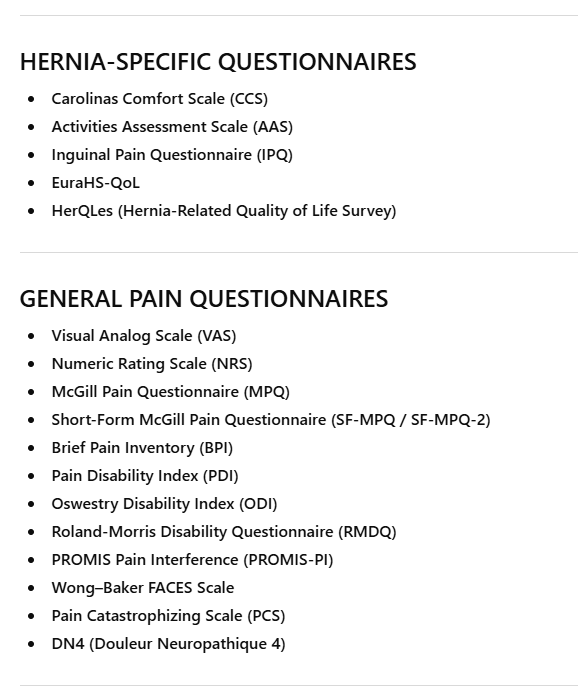 HERNIA-SPECIFIC QUESTIONNAIRES
• Carolinas Comfort Scale (CCS)
• Activities Assessment Scale (AAS)
• Inguinal Pain Questionnaire (IPQ)
• EuraHS-QoL
• HerQLes (Hernia-Related Quality of Life Survey)
GENERAL PAIN QUESTIONNAIRES
• Visual Analog Scale (VAS)
• Numeric Rating Scale (NRS)
• McGill Pain Questionnaire (MPQ)
• Short-Form McGill Pain Questionnaire (SF-MPQ / SF-MPQ-2)
• Brief Pain Inventory (BPI)
• Pain Disability Index (PDI)
• Oswestry Disability Index (ODI)
• Roland-Morris Disability Questionnaire (RMDQ)
• PROMIS Pain Interference (PROMIS-PI)
• Wong–Baker FACES Scale
• Pain Catastrophizing Scale (PCS)
• DN4 (Douleur Neuropathique 4)